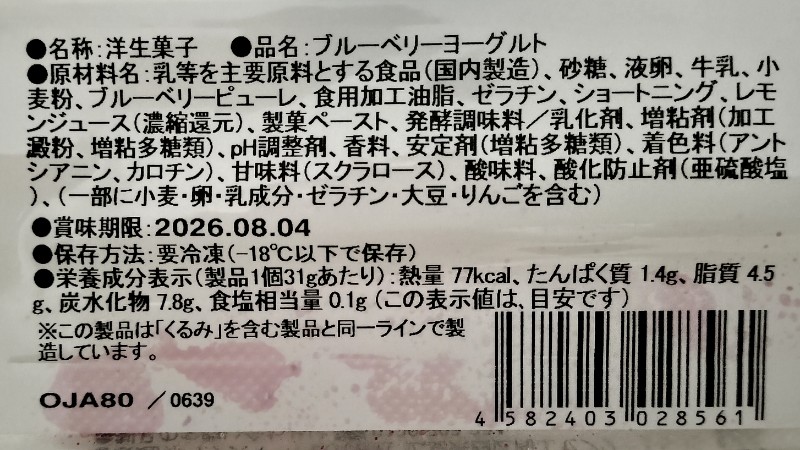 ●名称:洋生菓子　●品名:ブルーベリーヨーグルト
●原材料名:乳等を主要原料とする食品(国内製造)、砂糖、液卵、牛乳、小
麦粉、ブルーベリーピューレ、食用加工油脂、ゼラチン、ショートニング、レモ
ンジュース(濃縮還元)、製菓ペースト、発酵調味料／乳化剤、増粘剤(加工
澱粉、増粘多糖類)、pH調整剤、香料、安定剤(増粘多糖類)、着色料(アント
シアニン、カロチン)、甘味料(スクラロース)、酸味料、酸化防止剤(亜硫酸塩
)、(一部に小麦・卵・乳成分・ゼラチン・大豆・りんごを含む)
●賞味期限:2026.08.04
●保存方法:要冷凍(-18℃以下で保存)
●栄養成分表示(製品1個31gあたり):熱量 77kcal、たんぱく質 1.4g、脂質 4.5
g、炭水化物 7.8g、食塩相当量 0.1g (この表示値は、目安です)
※この製品は「くるみ」を含む製品と同一ラインで製
造しています。
OJA80 /0639
4 582403 028561